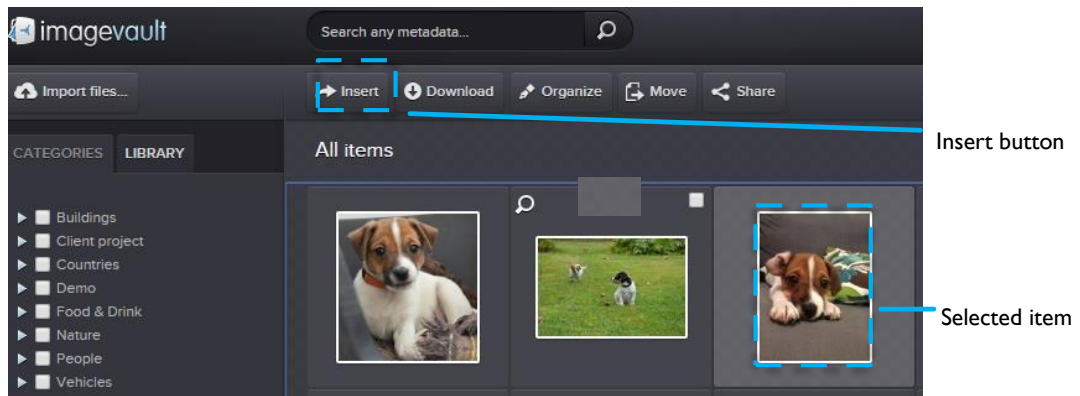 imagevault
Search any metadata...
Import files...
Insert
Download
Organize
Move
Share
Insert button
CATEGORIES
LIBRARY
All items
Buildings
Client project
Countries
Demo
Food & Drink
Nature
People
Vehicles
Selected item